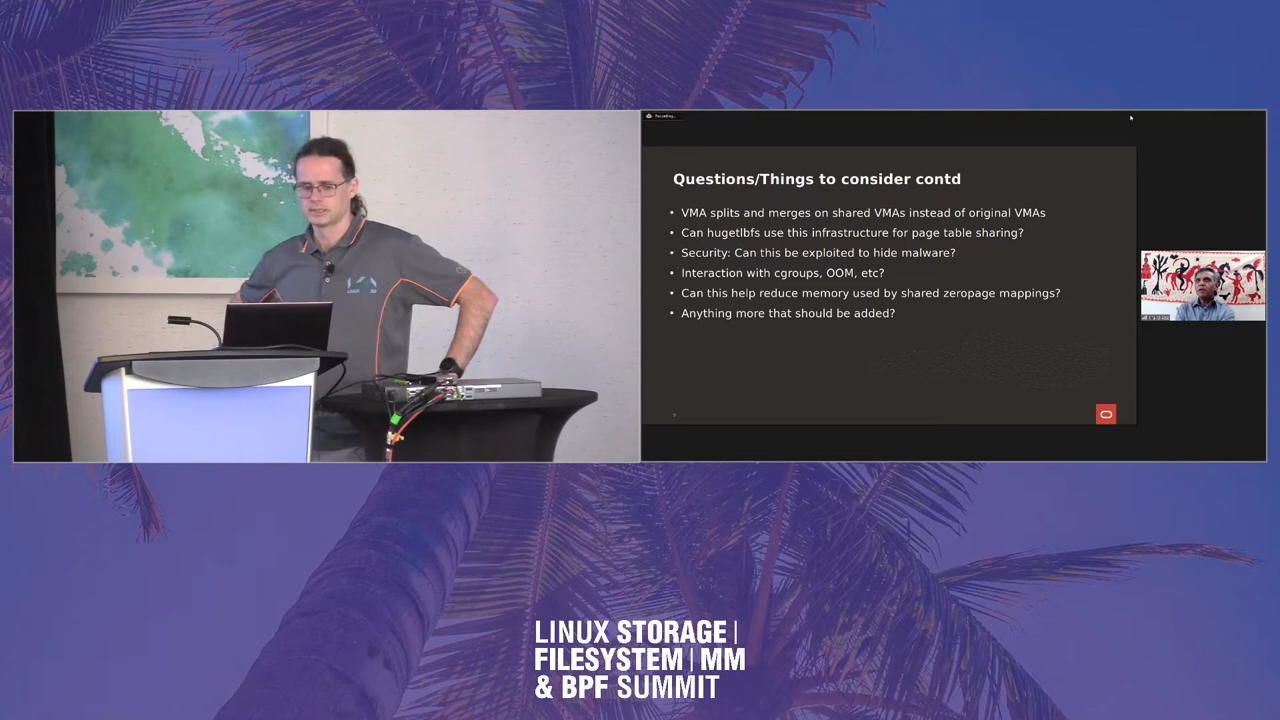 Recording...
Questions/Things to consider contd
• VMA splits and merges on shared VMAs instead of original VMAs
• Can hugetlbfs use this infrastructure for page table sharing?
• Security: Can this be exploited to hide malware?
• Interaction with cgroups, OOM, etc?
• Can this help reduce memory used by shared zeropage mappings?
• Anything more that should be added?
LINUX STORAGE |
FILESYSTEM | MM
& BPF SUMMIT